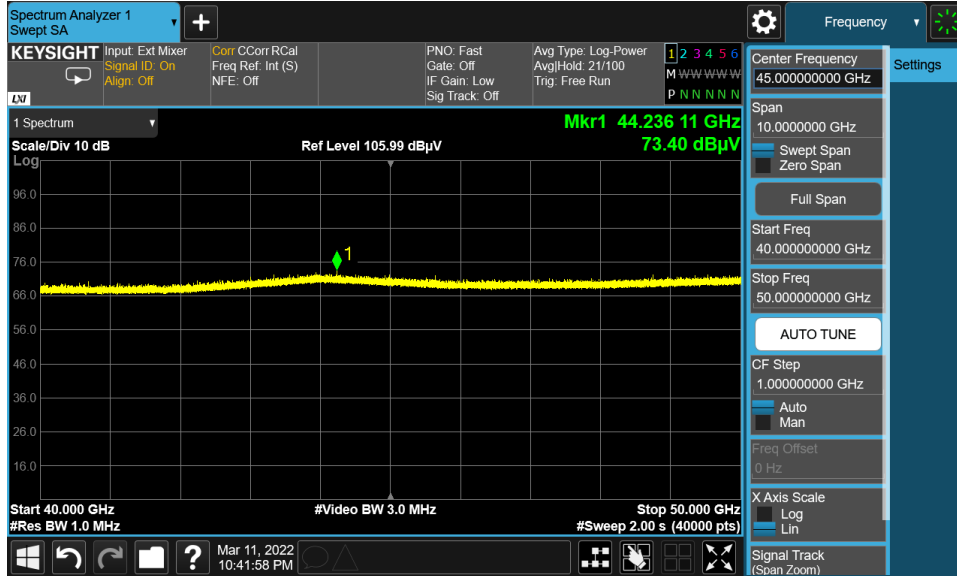 Spectrum Analyzer 1
Swept SA
+
Frequency
KEYSIGHT
LXI
Input: Ext Mixer
Signal ID: On
Align: Off
Corr CCorr RCal
Freq Ref: Int (S)
NFE: Off
PNO: Fast
Gate: Off
IF Gain: Low
Sig Track: Off
Avg Type: Log-Power
Avg|Hold: 21/100
Trig: Free Run
1 2 3 4 5 6
M W W W W W W
P N N N N N N
1 Spectrum
Mkr1 44.236 11 GHz
73.40 dBµV
Scale/Div 10 dB
Ref Level 105.99 dBµV
Log
96.0
86.0
76.0
66.0
56.0
46.0
36.0
26.0
16.0
1
Start 40.000 GHz
#Video BW 3.0 MHz
Stop 50.000 GHz
#Res BW 1.0 MHz
#Sweep 2.00 s (40000 pts)
?
Mar 11, 2022
10:41:58 PM
Center Frequency
45.000000000 GHz
Settings
Span
10.0000000 GHz
Swept Span
Zero Span
Full Span
Start Freq
40.000000000 GHz
Stop Freq
50.000000000 GHz
AUTO TUNE
CF Step
1.000000000 GHz
Auto
Man
Freq Offset
0 Hz
X Axis Scale
Log
Lin
Signal Track
(Span Zoom)